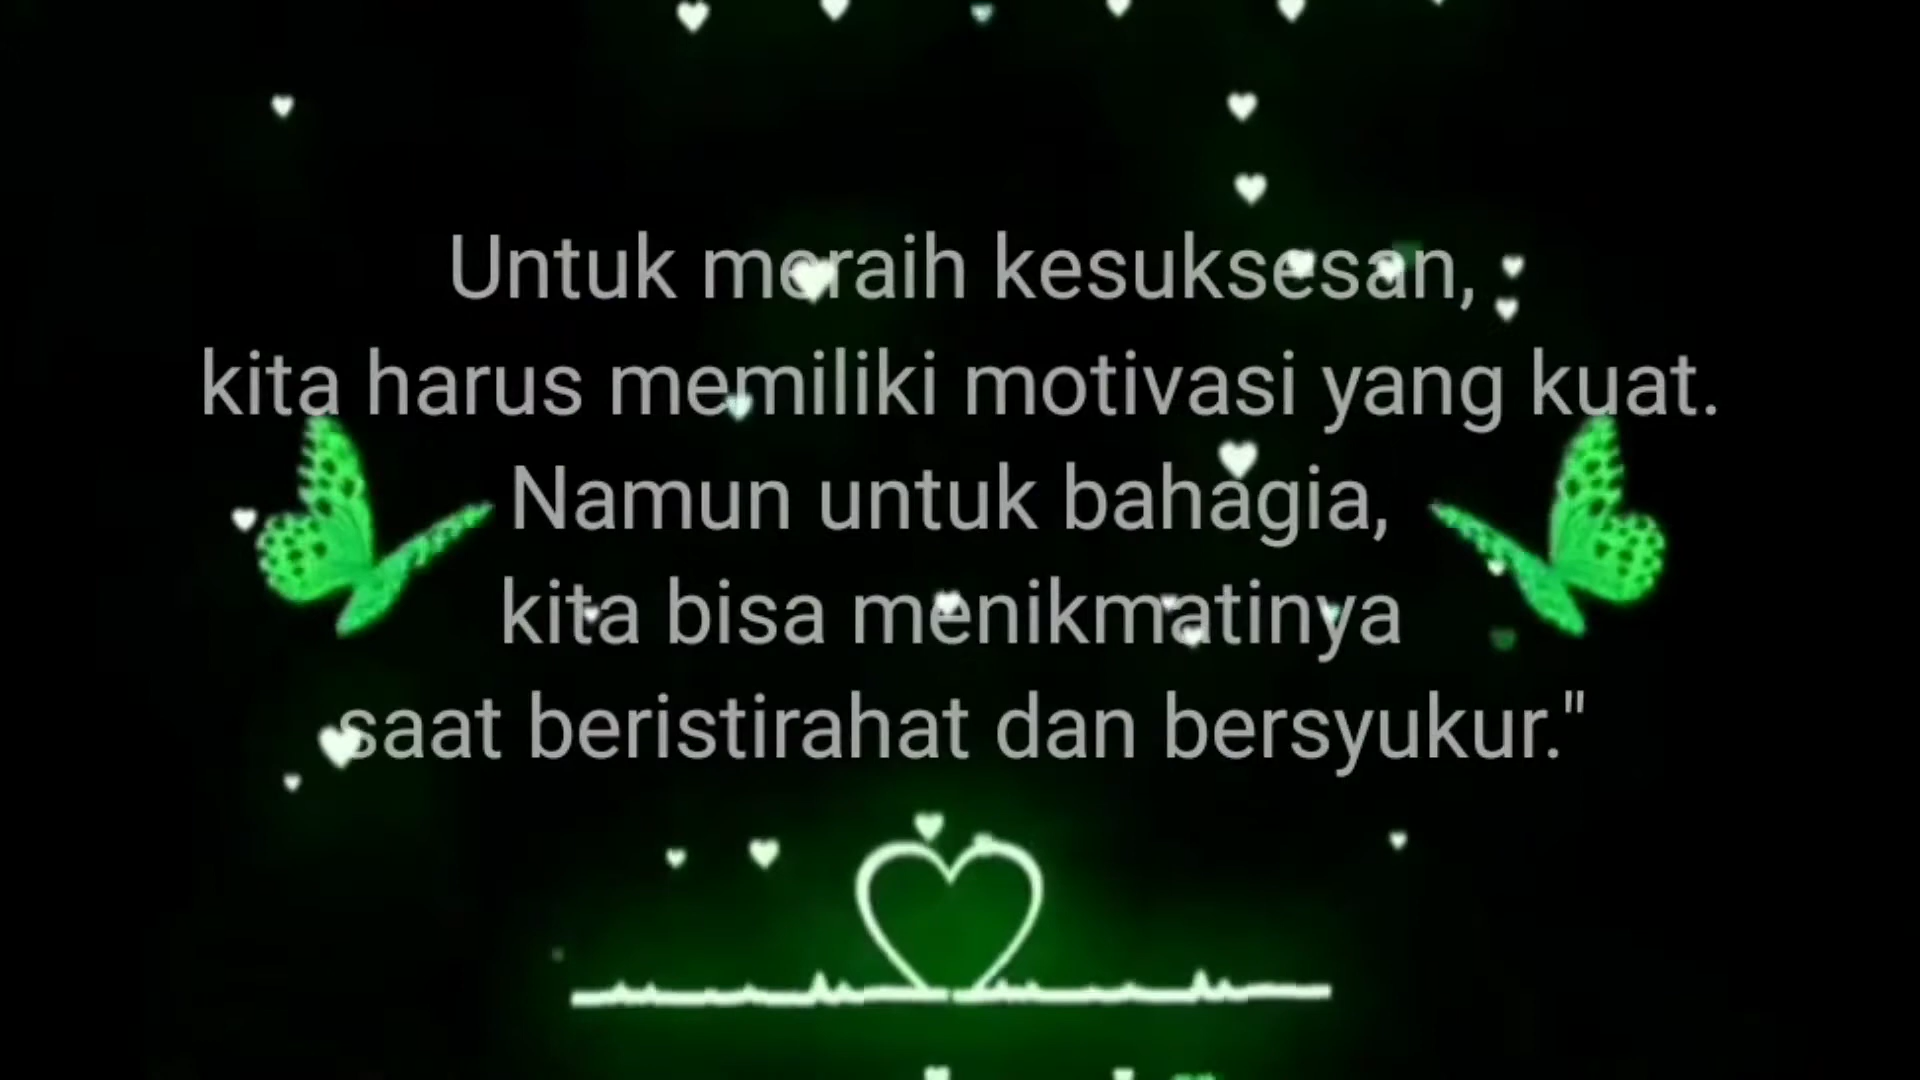 Untuk meraih kesuksesan,
kita harus memiliki motivasi yang kuat.
Namun untuk bahagia,
kita bisa menikmatinya
saat beristirahat dan bersyukur."